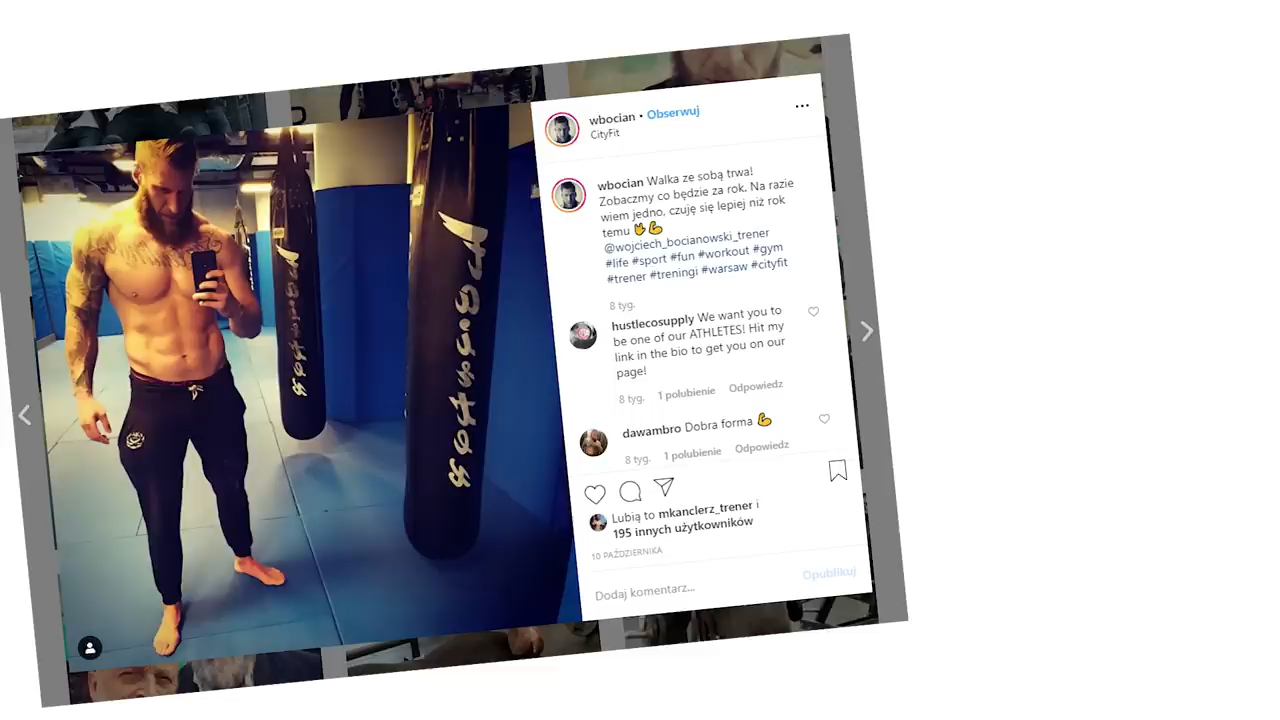 wbocian • Obserwuj
CityFit
wbocian Walka ze sobą trwa!
Zobaczmy co będzie za rok. Na razie
wiem jedno, czuję się lepiej niż rok
temu 🤟💪
@wojciech_bocianowski_trener
#life #sport #fun #workout #gym
#trener #treningi #warsaw #cityfit
8 tyg.
hustlecosupply We want you to
be one of our ATHLETES! Hit my
link in the bio to get you on our
page!
8 tyg. 1 polubienie Odpowiedz
dawambro Dobra forma 💪
8 tyg. 1 polubienie Odpowiedz
Lubią to mkanclerz_trener i
195 innych użytkowników
10 PAŹDZIERNIKA
Dodaj komentarz... Opublikuj